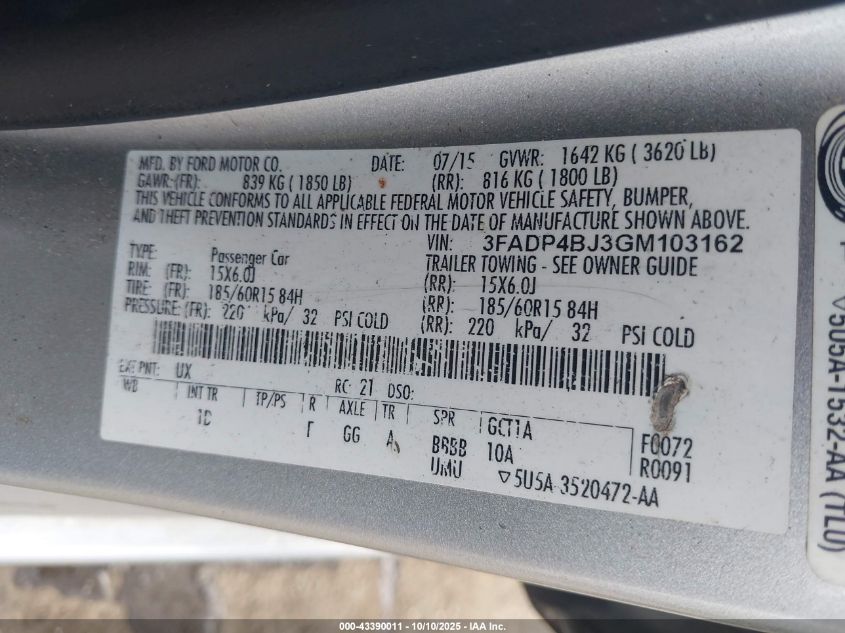 MFD. BY FORD MOTOR CO. DATE: 07/15 GVWR: 1642 KG ( 3620 LB)
GAWR:(FR): 839 KG ( 1850 LB) (RR): 816 KG ( 1800 LB)
THIS VEHICLE CONFORMS TO ALL APPLICABLE FEDERAL MOTOR VEHICLE SAFETY, BUMPER,
AND THEFT PREVENTION STANDARDS IN EFFECT ON THE DATE OF MANUFACTURE SHOWN ABOVE.
VIN: 3FADP4BJ3GM103162
TYPE: Passenger Car TRAILER TOWING - SEE OWNER GUIDE
RIM: (FR): 15X6.0J (RR): 15X6.0J
TIRE: (FR): 185/60R15 84H (RR): 185/60R15 84H
PRESSURE: (FR): 220 kPa/ 32 PSI COLD (RR): 220 kPa/ 32 PSI COLD
EXT PNT: UX RC: 21 DSO:
WB INT TR TP/PS R AXLE TR SPR GCT1A F0072
1D GG A BBBB 10A R0091
UMU ▽5U5A-3520472-AA
▽5U5A-1532-AA (TL0)
000-43390011 - 10/10/2025 - IAA Inc.